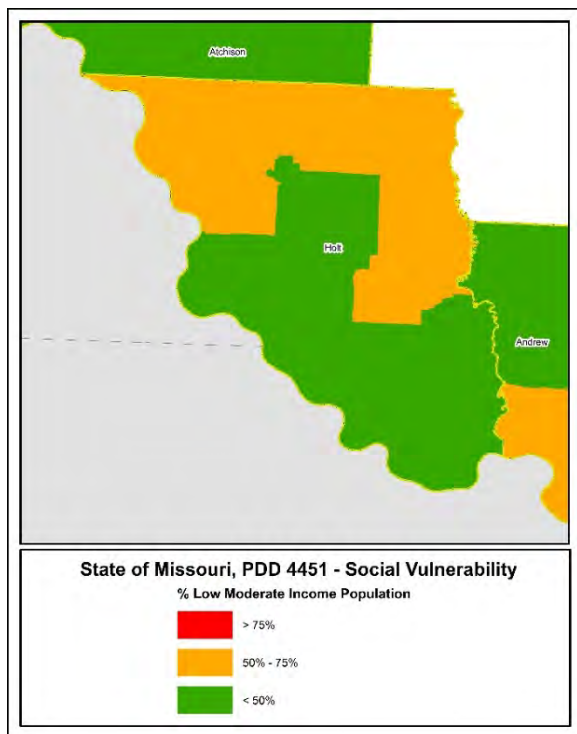 Atchison
Holt
Andrew
State of Missouri, PDD 4451 - Social Vulnerability
% Low Moderate Income Population
> 75%
50% - 75%
< 50%